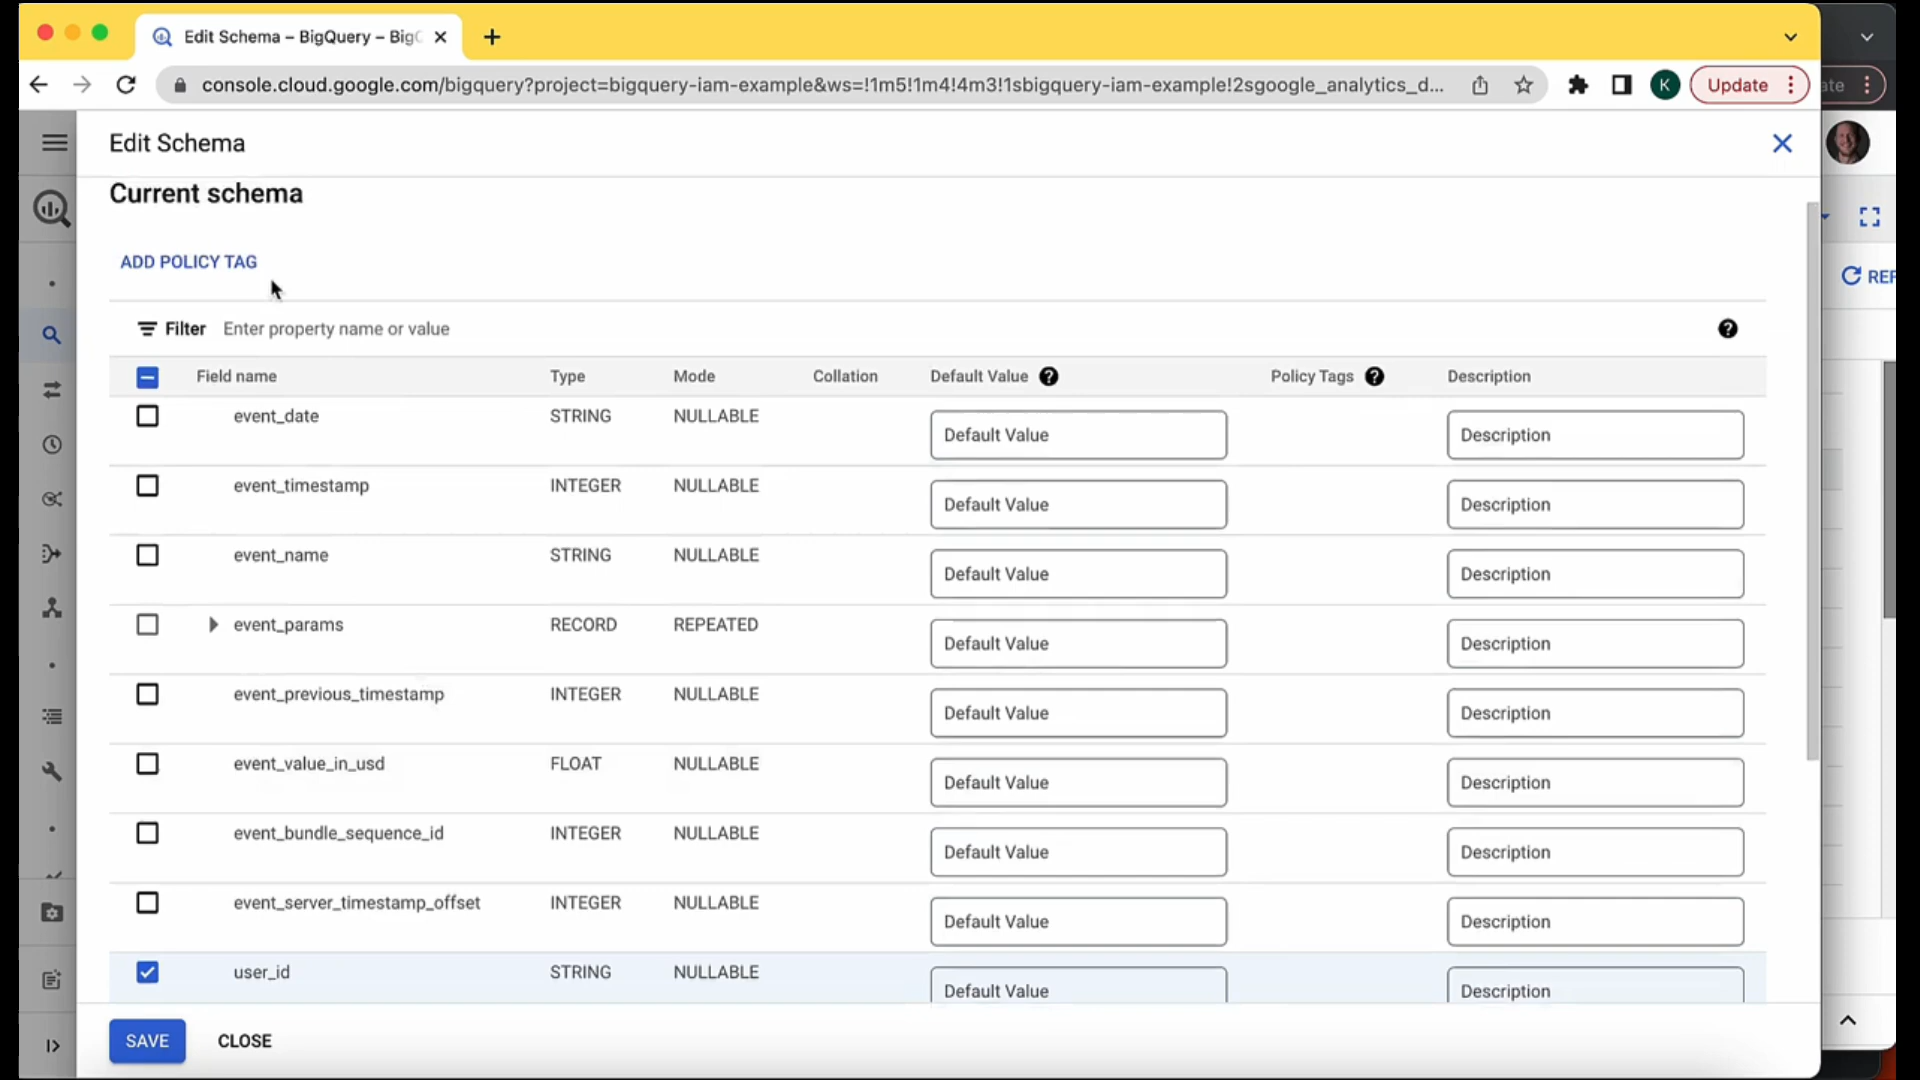 Edit Schema – BigQuery – Big
console.cloud.google.com/bigquery?project=bigquery-iam-example&ws=!1m5!1m4!4m3!1sbigquery-iam-example!2sgoogle_analytics_d...
K
Update
ate
Edit Schema
Current schema
ADD POLICY TAG
REF
Filter Enter property name or value
Field name Type Mode Collation Default Value Policy Tags Description
event_date STRING NULLABLE Default Value Description
event_timestamp INTEGER NULLABLE Default Value Description
event_name STRING NULLABLE Default Value Description
event_params RECORD REPEATED Default Value Description
event_previous_timestamp INTEGER NULLABLE Default Value Description
event_value_in_usd FLOAT NULLABLE Default Value Description
event_bundle_sequence_id INTEGER NULLABLE Default Value Description
event_server_timestamp_offset INTEGER NULLABLE Default Value Description
user_id STRING NULLABLE Default Value Description
SAVE CLOSE